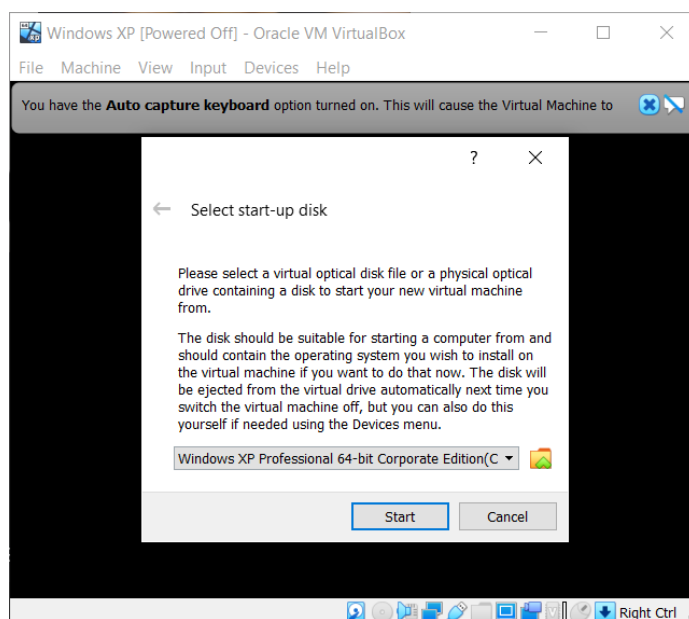 Windows XP [Powered Off] - Oracle VM VirtualBox
File Machine View Input Devices Help
You have the Auto capture keyboard option turned on. This will cause the Virtual Machine to
?
Select start-up disk
Please select a virtual optical disk file or a physical optical
drive containing a disk to start your new virtual machine
from.
The disk should be suitable for starting a computer from and
should contain the operating system you wish to install on
the virtual machine if you want to do that now. The disk will
be ejected from the virtual drive automatically next time you
switch the virtual machine off, but you can also do this
yourself if needed using the Devices menu.
Windows XP Professional 64-bit Corporate Edition(C
Start Cancel
Right Ctrl